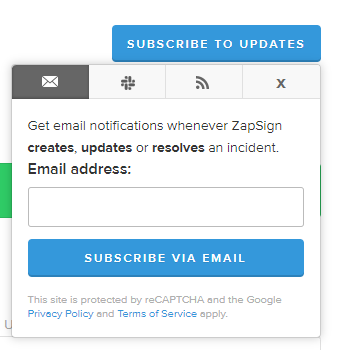 SUBSCRIBE TO UPDATES
x
Get email notifications whenever ZapSign
creates, updates or resolves an incident.
Email address:
SUBSCRIBE VIA EMAIL
This site is protected by reCAPTCHA and the Google
Privacy Policy and Terms of Service apply.